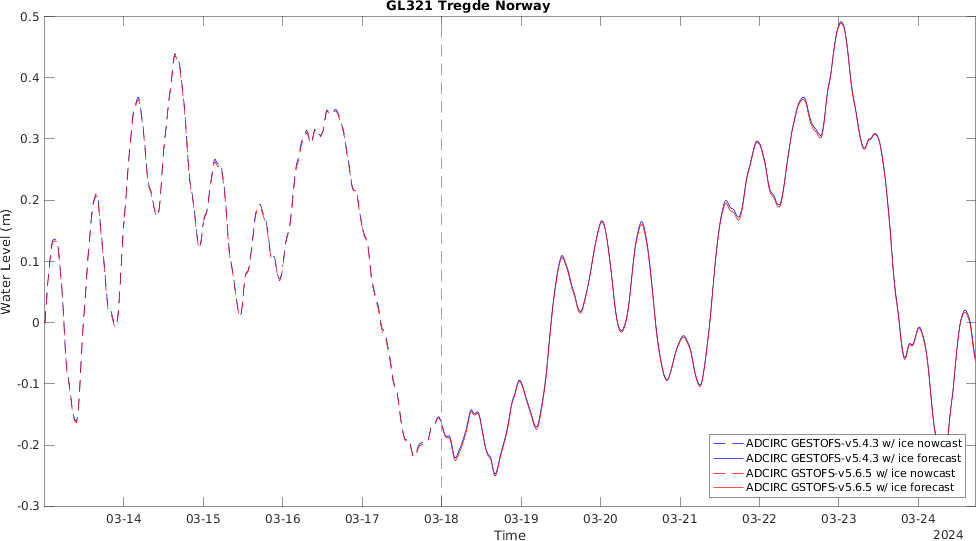 GL321 Tregde Norway
0.5
0.4
0.3
0.2
0.1
0
-0.1
-0.2
-0.3
Water Level (m)
ADCIRC GESTOFS-v5.4.3 w/ ice nowcast
ADCIRC GESTOFS-v5.4.3 w/ ice forecast
ADCIRC GSTOFS-v5.6.5 w/ ice nowcast
ADCIRC GSTOFS-v5.6.5 w/ ice forecast
03-14 03-15 03-16 03-17 03-18 03-19 03-20 03-21 03-22 03-23 03-24
Time
2024